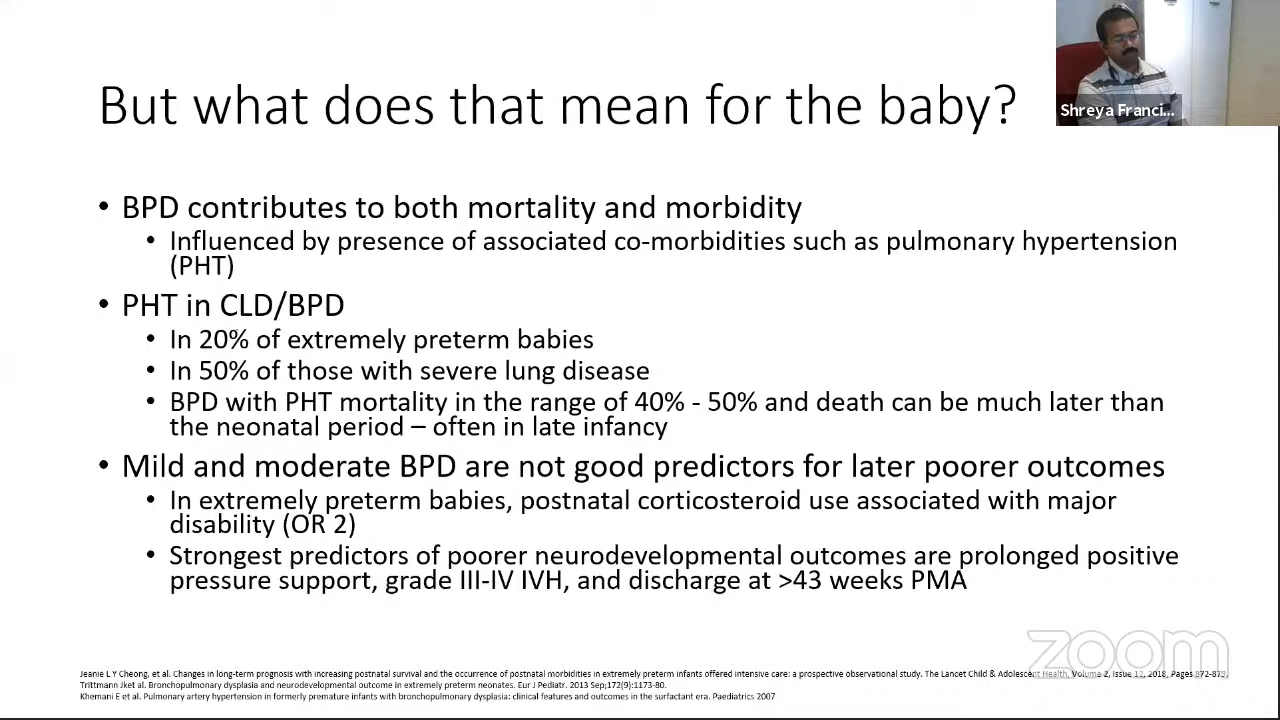 But what does that mean for the baby?
Shreya Franci...
• BPD contributes to both mortality and morbidity
• Influenced by presence of associated co-morbidities such as pulmonary hypertension
(PHT)
• PHT in CLD/BPD
• In 20% of extremely preterm babies
• In 50% of those with severe lung disease
• BPD with PHT mortality in the range of 40% - 50% and death can be much later than
the neonatal period – often in late infancy
• Mild and moderate BPD are not good predictors for later poorer outcomes
• In extremely preterm babies, postnatal corticosteroid use associated with major
disability (OR 2)
• Strongest predictors of poorer neurodevelopmental outcomes are prolonged positive
pressure support, grade III-IV IVH, and discharge at >43 weeks PMA
zoom
Jeanie L Y Cheong, et al. Changes in long-term prognosis with increasing postnatal survival and the occurrence of postnatal morbidities in extremely preterm infants offered intensive care: a prospective observational study. The Lancet Child & Adolescent Health, Volume 2, Issue 12, 2018, Pages 872-879,
Trittmann Jket al. Bronchopulmonary dysplasia and neurodevelopmental outcome in extremely preterm neonates. Eur J Pediatr. 2013 Sep;172(9):1173-80.
Khemani E et al. Pulmonary artery hypertension in formerly premature infants with bronchopulmonary dysplasia: clinical features and outcomes in the surfactant era. Paediatrics 2007